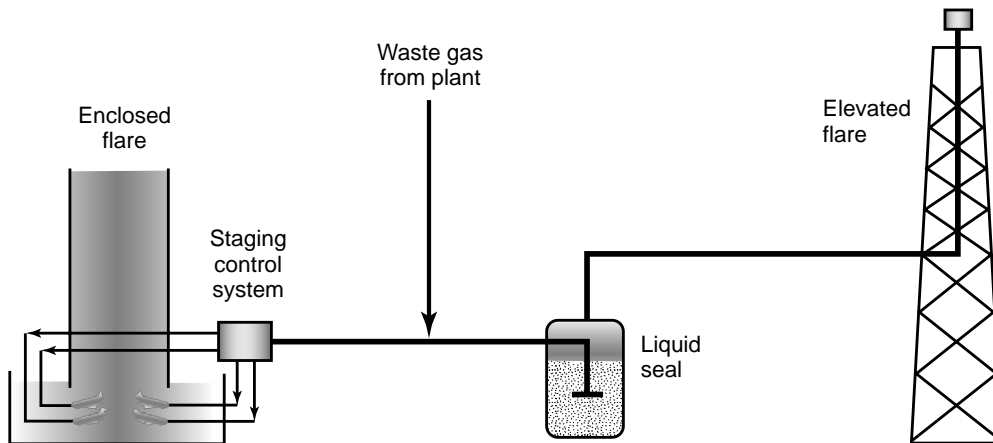 Waste gas
from plant
Enclosed
flare
Elevated
flare
Staging
control
system
Liquid
seal